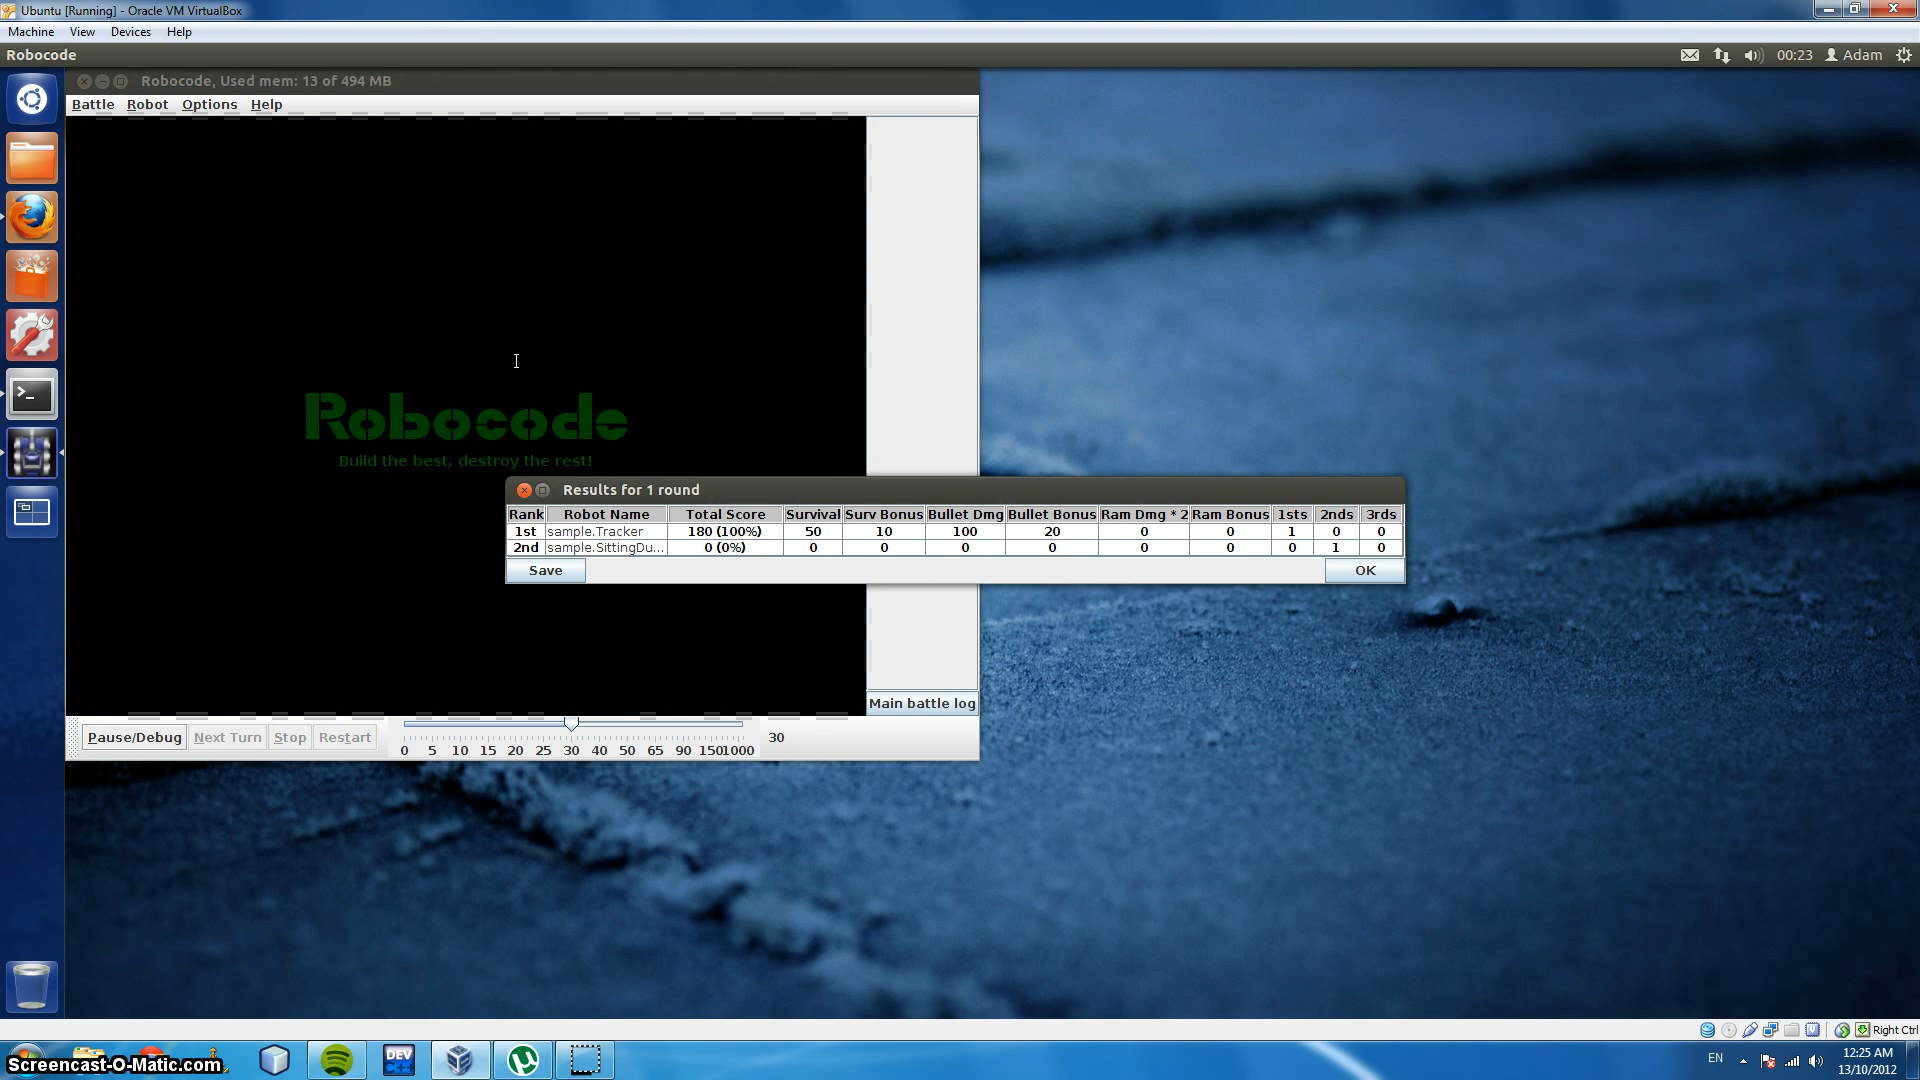 Ubuntu [Running] - Oracle VM VirtualBox
Machine View Devices Help
Robocode 00:23 Adam
Robocode, Used mem: 13 of 494 MB
Battle Robot Options Help
Robocode
Build the best, destroy the rest!
Results for 1 round
Rank Robot Name Total Score Survival Surv Bonus Bullet Dmg Bullet Bonus Ram Dmg * 2 Ram Bonus 1sts 2nds 3rds
1st sample.Tracker 180 (100%) 50 10 100 20 0 0 1 0 0
2nd sample.SittingDu... 0 (0%) 0 0 0 0 0 0 0 1 0
Save OK
Main battle log
Pause/Debug Next Turn Stop Restart 30
0 5 10 15 20 25 30 40 50 65 90 150 1000
Right Ctrl
DEV
EN 12:25 AM
13/10/2012
Screencast-O-Matic.com